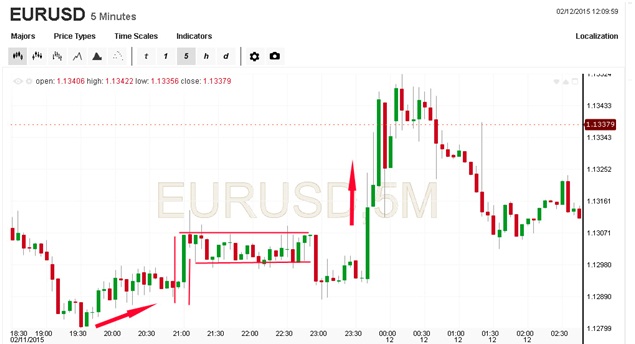 EURUSD 5 Minutes
02/12/2015 12:09:59
Majors Price Types Time Scales Indicators Localization
t 1 5 h d
open: 1.13406 high: 1.13422 low: 1.13356 close: 1.13379
1.13524
1.13433
1.13379
1.13343
1.13252
1.13161
EURUSD,5M
1.13071
1.12980
1.12890
1.12799
18:30 19:00 19:30 20:00 20:30 21:00 21:30 22:00 22:30 23:00 23:30 00:00 00:30 01:00 01:30 02:00 02:30
02/11/2015 12 12 12 12